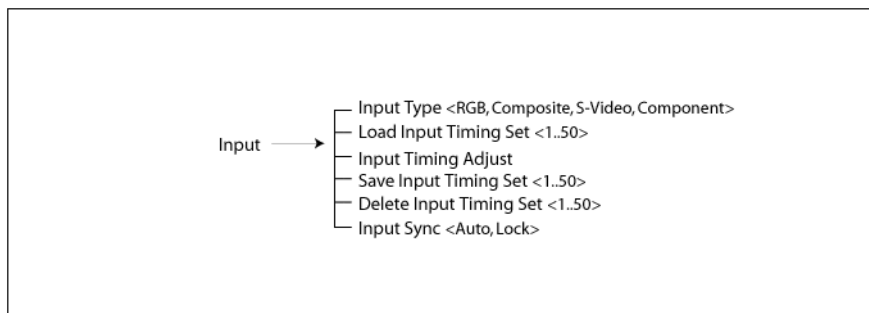 Input Type <RGB, Composite, S-Video, Component>
Load Input Timing Set <1..50>
Input
Input Timing Adjust
Save Input Timing Set <1..50>
Delete Input Timing Set <1..50>
Input Sync <Auto, Lock>